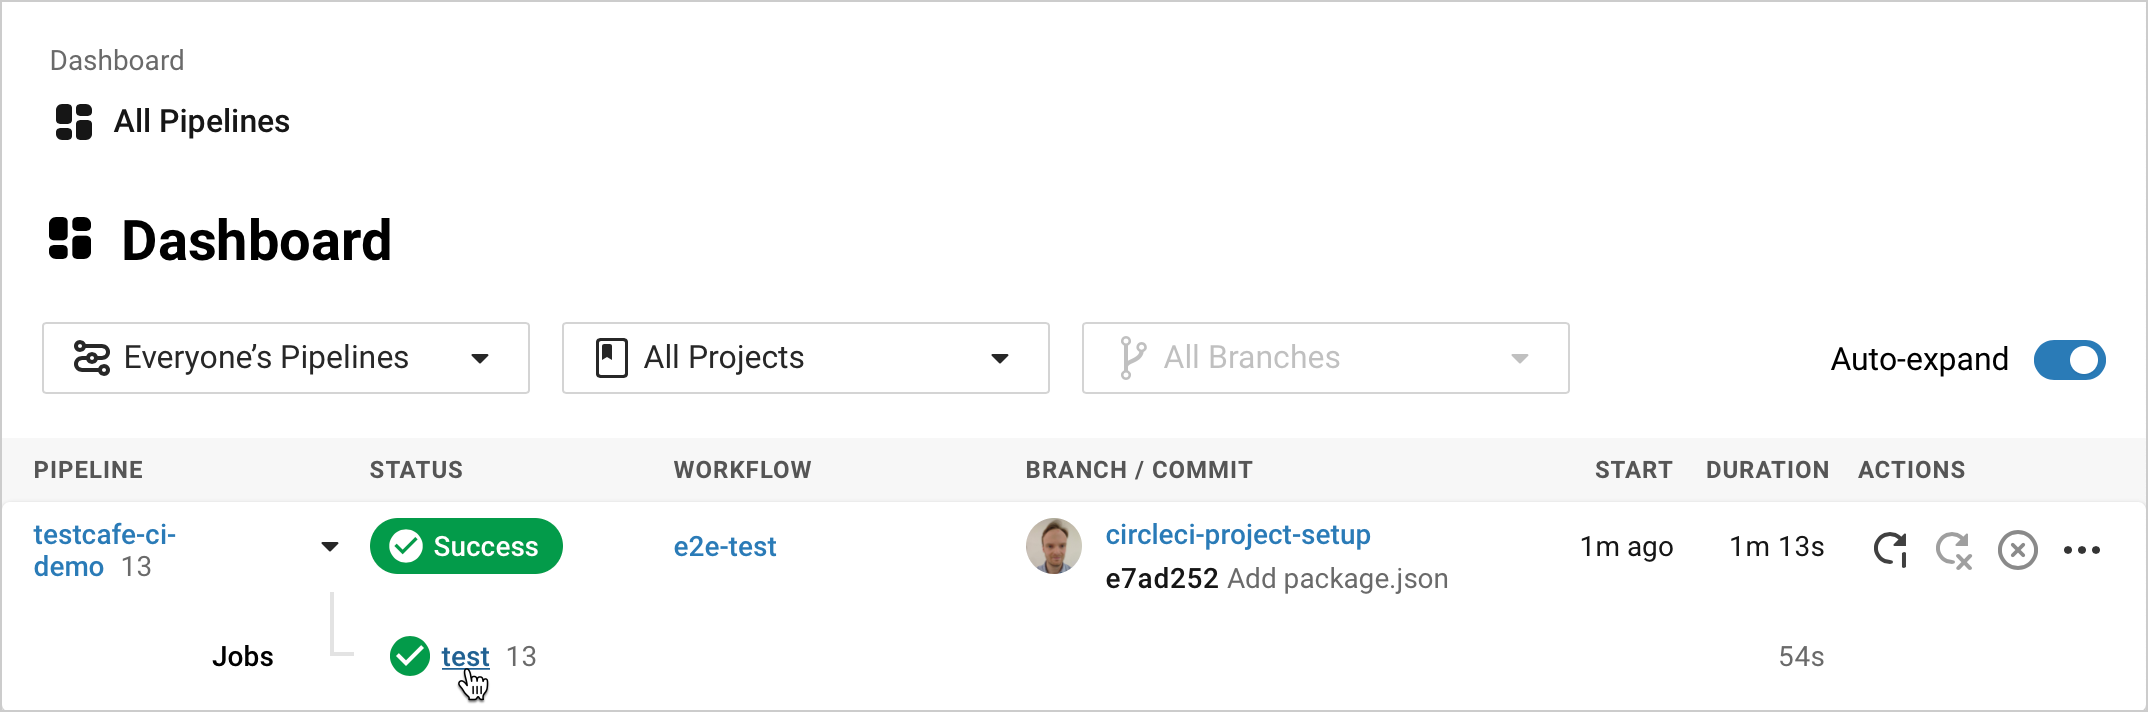 Dashboard
All Pipelines
Dashboard
Everyone’s Pipelines All Projects All Branches Auto-expand
PIPELINE STATUS WORKFLOW BRANCH / COMMIT START DURATION ACTIONS
testcafe-ci-
demo 13
Success e2e-test
circleci-project-setup
e7ad252 Add package.json
1m ago 1m 13s
Jobs test 13 54s